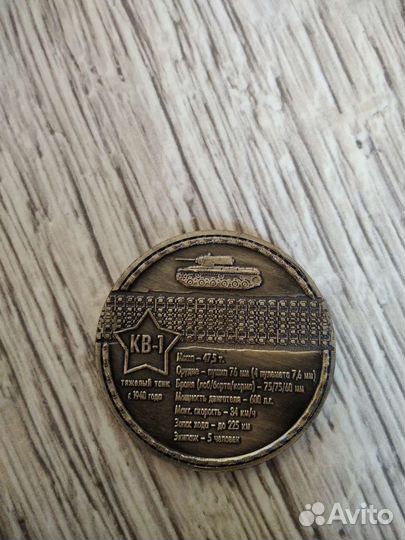 КВ-1
тяжелый танк
с 1940 года
Масса – 47,5 т.
Орудие – пушка 76 мм (4 пулемета 7,6 мм)
Броня (лоб/борта/корма) – 75/75/60 мм
Мощность двигателя – 600 л.с.
Макс. скорость – 34 км/ч
Запас хода – до 225 км
Экипаж – 5 человек
Avito